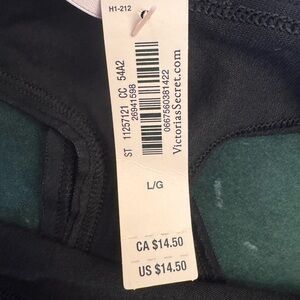 H1-212
ST 11257121 CC 54A2
26941598
0667560381422
VictoriasSecret.com
L/G
CA $14.50
US $14.50